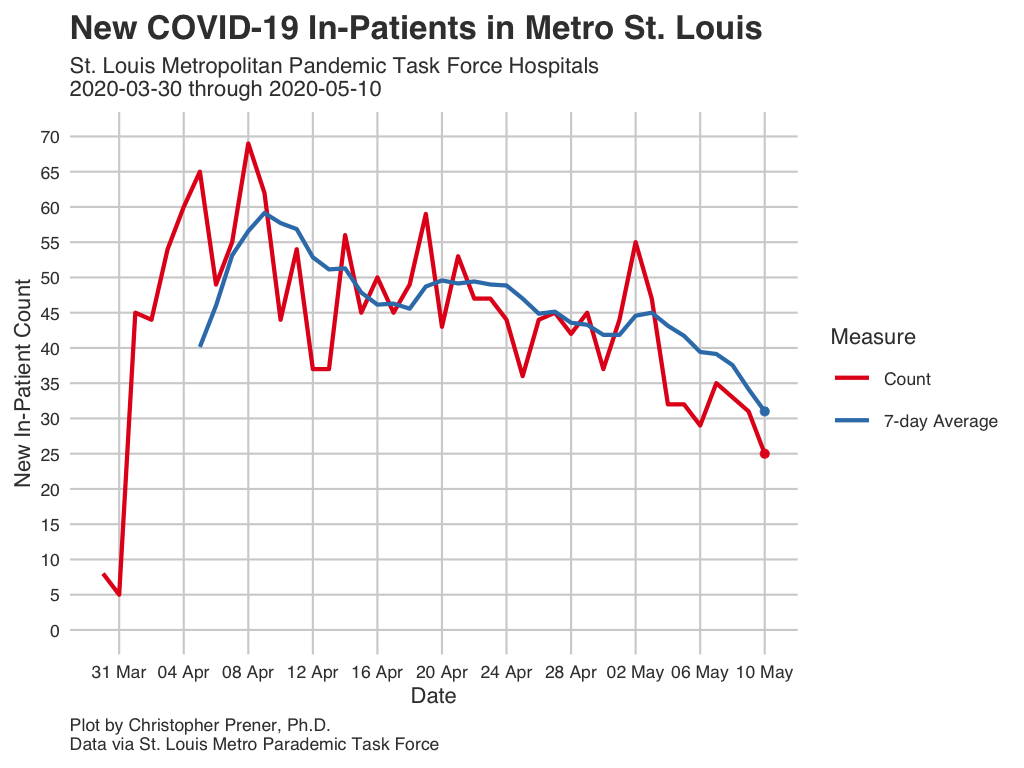 New COVID-19 In-Patients in Metro St. Louis
St. Louis Metropolitan Pandemic Task Force Hospitals
2020-03-30 through 2020-05-10
70
65
60
55
50
45
40
35
30
25
20
15
10
5
0
New In-Patient Count
31 Mar 04 Apr 08 Apr 12 Apr 16 Apr 20 Apr 24 Apr 28 Apr 02 May 06 May 10 May
Date
Measure
Count
7-day Average
Plot by Christopher Prener, Ph.D.
Data via St. Louis Metro Parademic Task Force